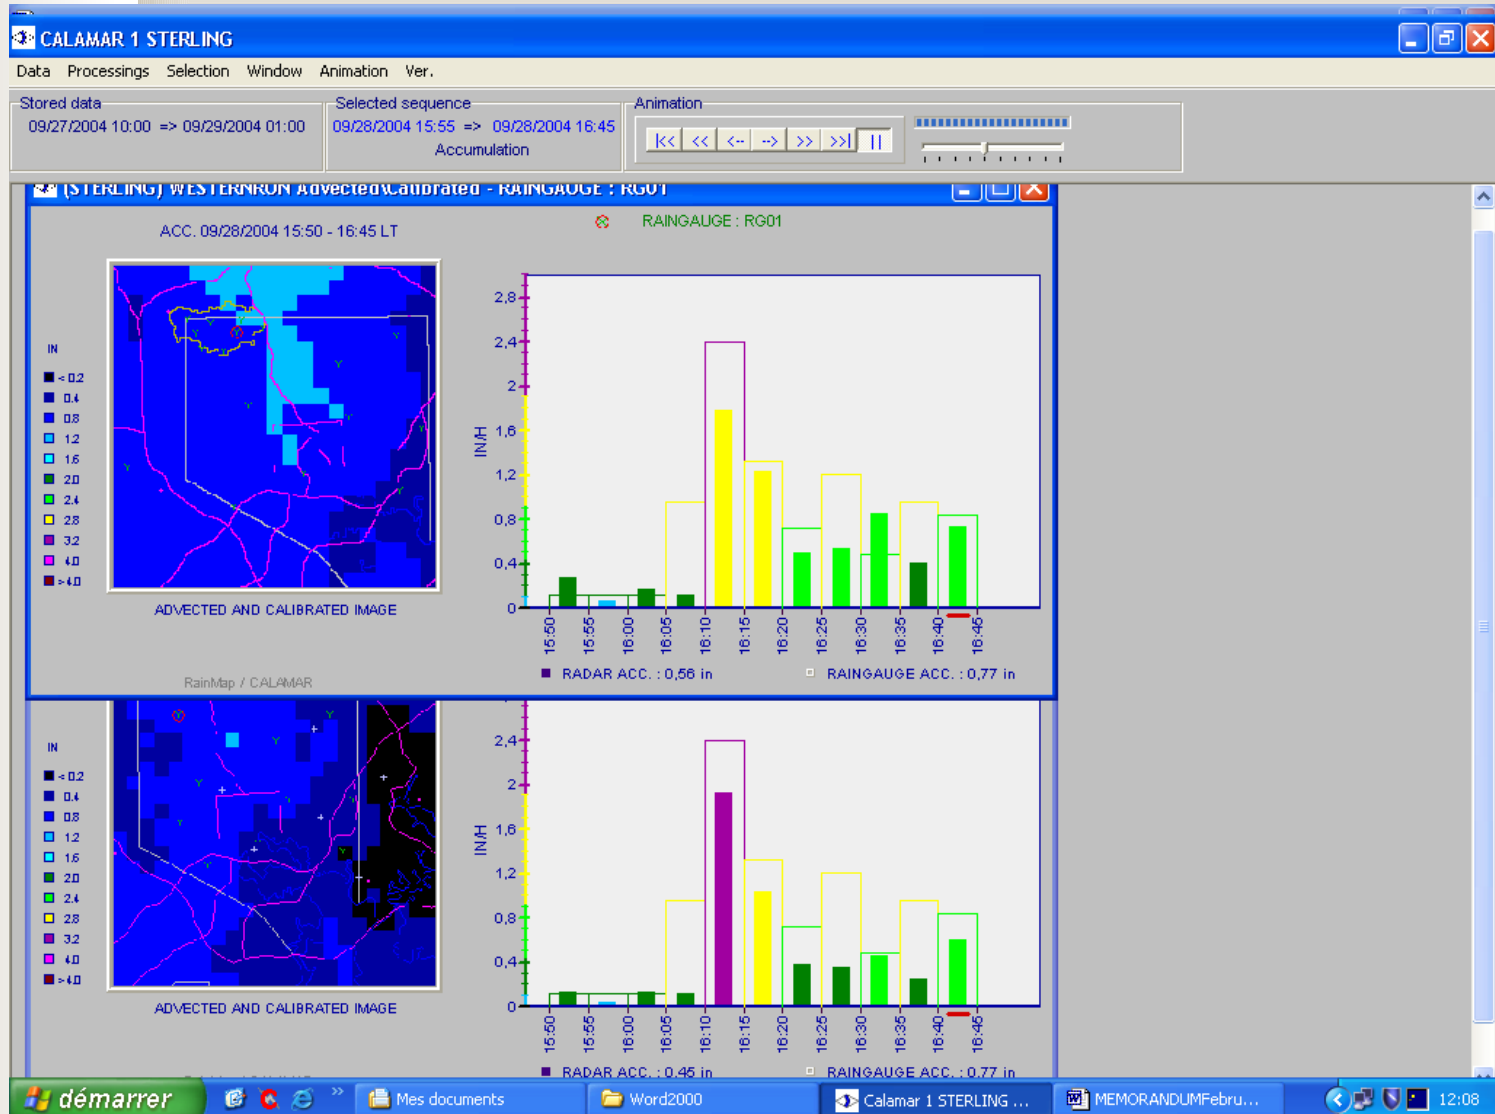 CALAMAR 1 STERLING
Data Processings Selection Window Animation Ver.
Stored data
09/27/2004 10:00 => 09/29/2004 01:00
Selected sequence
09/28/2004 15:55 => 09/28/2004 16:45
Accumulation
Animation
|<< << <-- --> >> >>| ||
(STERLING) WESTERNRUN Advected\Calibrated - RAINGAUGE : RG01
ACC. 09/28/2004 15:50 - 16:45 LT
RAINGAUGE : RG01
IN
< 0.2
0.4
0.8
1.2
1.6
2.0
2.4
2.8
3.2
4.0
> 4.0
ADVECTED AND CALIBRATED IMAGE
RainMap / CALAMAR
IN/H
2,8
2,4
2
1,6
1,2
0,8
0,4
0
15:50 15:55 16:00 16:05 16:10 16:15 16:20 16:25 16:30 16:35 16:40 16:45
RADAR ACC. : 0,56 in RAINGAUGE ACC. : 0,77 in
IN
< 0.2
0.4
0.8
1.2
1.6
2.0
2.4
2.8
3.2
4.0
> 4.0
ADVECTED AND CALIBRATED IMAGE
IN/H
2,4
2
1,6
1,2
0,8
0,4
0
15:50 15:55 16:00 16:05 16:10 16:15 16:20 16:25 16:30 16:35 16:40 16:45
RADAR ACC. : 0,45 in RAINGAUGE ACC. : 0,77 in
démarrer
Mes documents
Word2000
Calamar 1 STERLING ...
MEMORANDUMFebru...
12:08